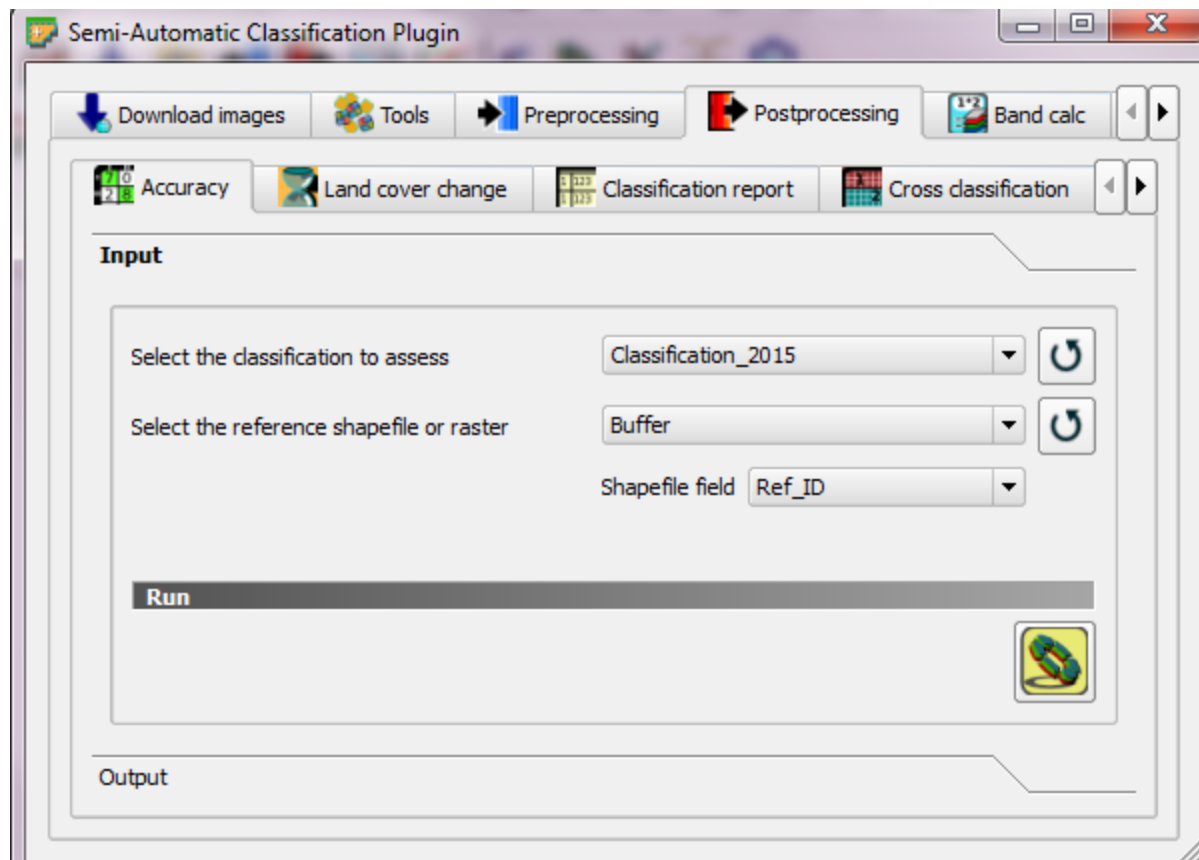 Semi-Automatic Classification Plugin
Download images Tools Preprocessing Postprocessing Band calc
Accuracy Land cover change Classification report Cross classification
Input
Select the classification to assess Classification_2015
Select the reference shapefile or raster Buffer
Shapefile field Ref_ID
Run
Output